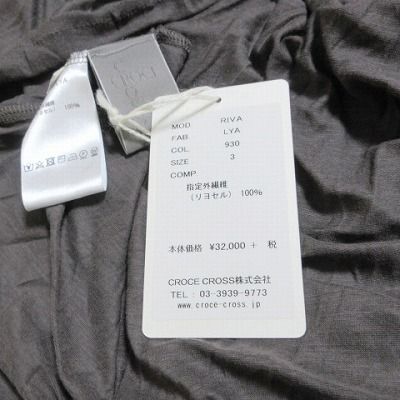 CROCE
RIVA
100%
MOD RIVA
FAB. LYA
COL. 930
SIZE 3
COMP
指定外繊維
(リヨセル) 100%
本体価格 ¥32,000 + 税
CROCE CROSS株式会社
TEL : 03-3939-9773
www.croce-cross.jp